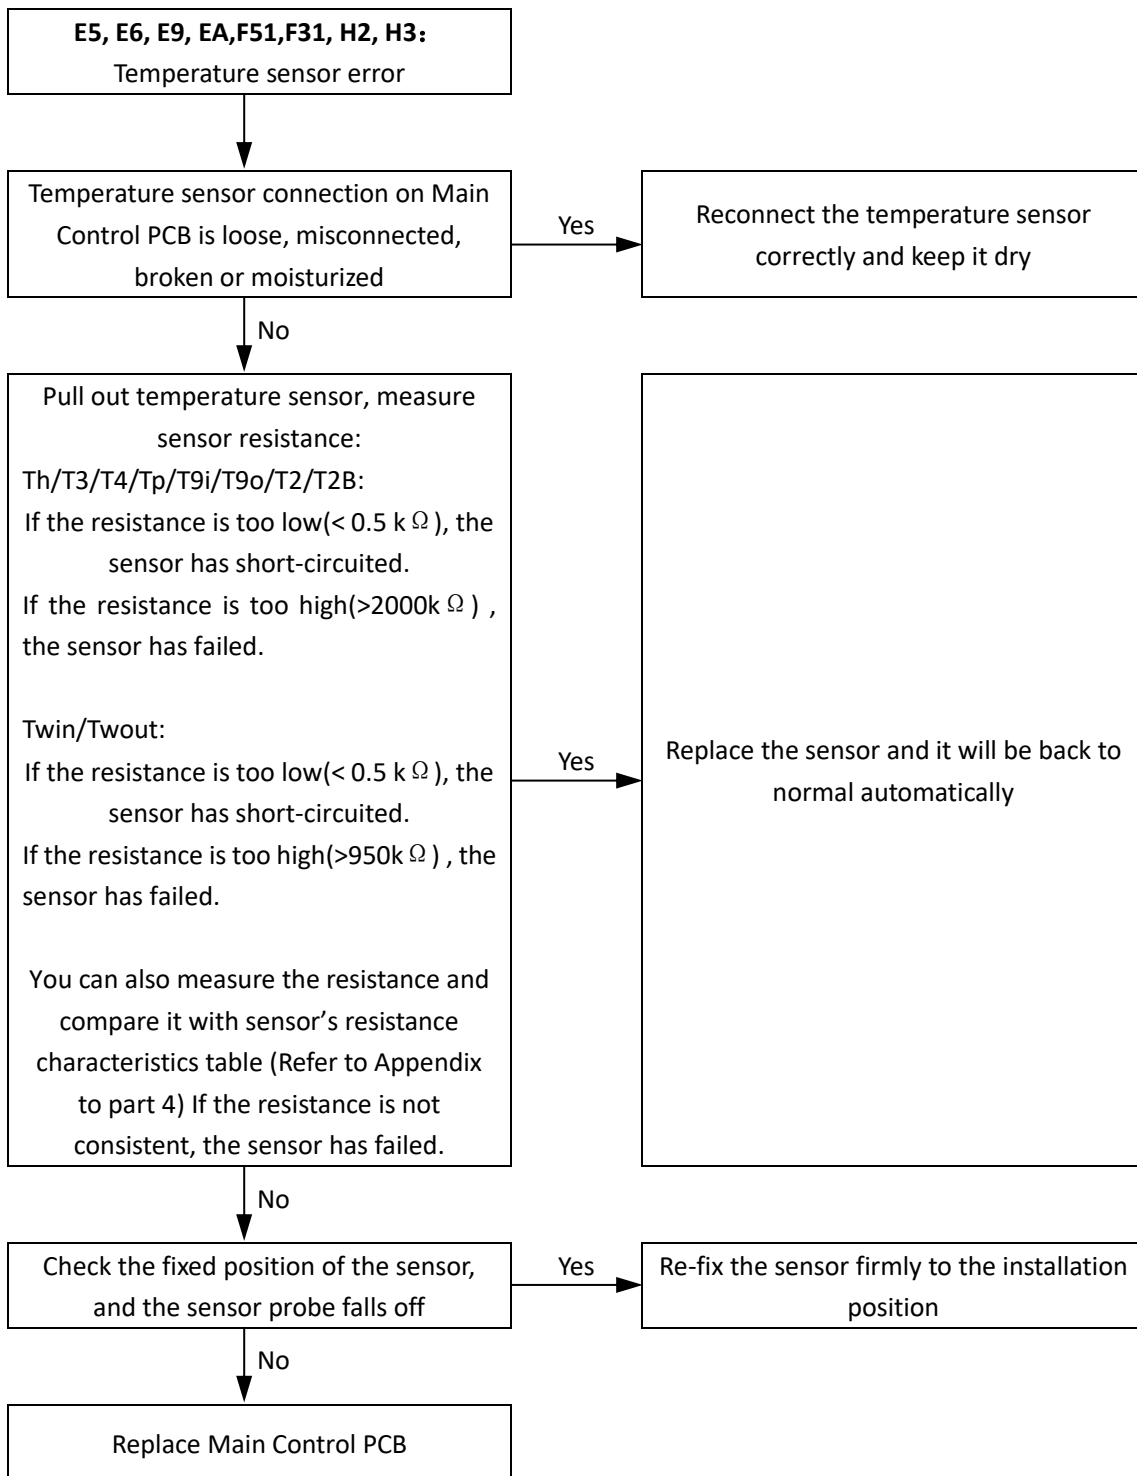 E5, E6, E9, EA,F51,F31, H2, H3：
Temperature sensor error
Temperature sensor connection on Main
Control PCB is loose, misconnected,
broken or moisturized
Yes
Reconnect the temperature sensor
correctly and keep it dry
No
Pull out temperature sensor, measure
sensor resistance:
Th/T3/T4/Tp/T9i/T9o/T2/T2B:
If the resistance is too low(< 0.5 kΩ), the
sensor has short-circuited.
If the resistance is too high(>2000kΩ) ,
the sensor has failed.
Twin/Twout:
If the resistance is too low(< 0.5 kΩ), the
sensor has short-circuited.
If the resistance is too high(>950kΩ) , the
sensor has failed.
You can also measure the resistance and
compare it with sensor’s resistance
characteristics table (Refer to Appendix
to part 4) If the resistance is not
consistent, the sensor has failed.
Yes
Replace the sensor and it will be back to
normal automatically
No
Check the fixed position of the sensor,
and the sensor probe falls off
Yes
Re-fix the sensor firmly to the installation
position
No
Replace Main Control PCB